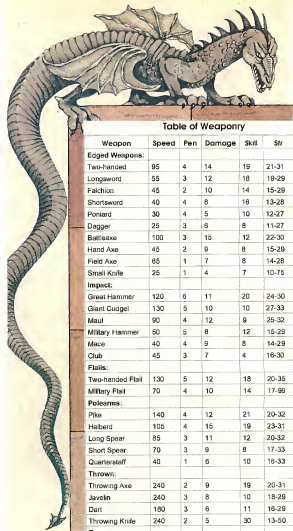 Table of Weaponry
Weapon Speed Pen Damage Skill Str
Edged Weapons:
Two-handed 95 4 14 19 21-31
Longsword 55 3 12 18 19-29
Falchion 45 2 10 14 15-29
Shortsword 40 4 8 16 13-28
Poniard 30 4 5 10 12-27
Dagger 25 3 6 8 11-27
Battleaxe 100 3 15 12 22-30
Hand Axe 45 2 9 8 15-29
Field Axe 65 1 7 8 14-28
Small Knife 25 1 4 7 10-75
Impact:
Great Hammer 120 6 11 20 24-30
Giant Cudgel 130 5 10 10 27-33
Maul 90 4 12 9 25-32
Military Hammer 50 5 8 12 15-29
Mace 40 4 9 8 14-29
Club 45 3 7 4 16-30
Flails:
Two-handed Flail 130 5 12 18 20-35
Military Flail 70 4 10 14 17-99
Polearms:
Pike 140 4 12 21 20-32
Halberd 105 4 15 19 23-31
Long Spear 85 3 11 12 20-32
Short Spear 70 3 9 8 17-33
Quarterstaff 40 1 6 10 16-33
Thrown:
Throwing Axe 240 2 9 19 20-31
Javelin 240 3 8 10 18-29
Dart 180 3 6 11 16-29
Throwing Knife 240 2 5 30 13-50